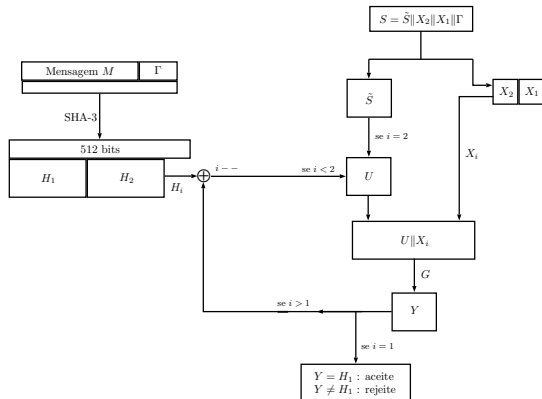 S = S̃‖X₂‖X₁‖Γ
Mensagem M Γ
S̃
X₂ X₁
SHA-3
se i = 2
512 bits
H₁ H₂
Hᵢ
i − −
se i < 2
U
Xᵢ
U‖Xᵢ
G
se i > 1
Y
se i = 1
Y = H₁ : aceite
Y ≠ H₁ : rejeite